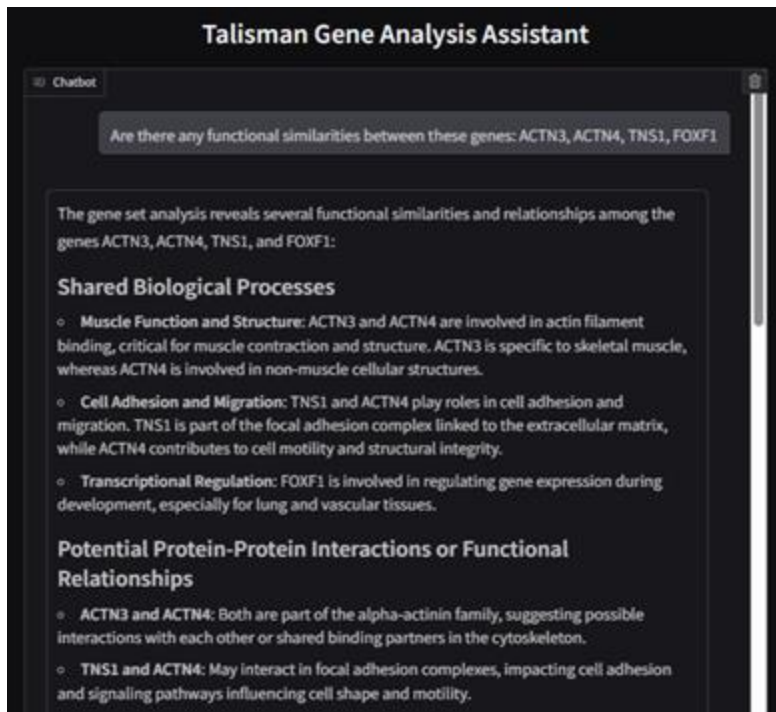 Talisman Gene Analysis Assistant
Chatbot
Are there any functional similarities between these genes: ACTN3, ACTN4, TNS1, FOXF1
The gene set analysis reveals several functional similarities and relationships among the
genes ACTN3, ACTN4, TNS1, and FOXF1:
Shared Biological Processes
Muscle Function and Structure: ACTN3 and ACTN4 are involved in actin filament
binding, critical for muscle contraction and structure. ACTN3 is specific to skeletal muscle,
whereas ACTN4 is involved in non-muscle cellular structures.
Cell Adhesion and Migration: TNS1 and ACTN4 play roles in cell adhesion and
migration. TNS1 is part of the focal adhesion complex linked to the extracellular matrix,
while ACTN4 contributes to cell motility and structural integrity.
Transcriptional Regulation: FOXF1 is involved in regulating gene expression during
development, especially for lung and vascular tissues.
Potential Protein-Protein Interactions or Functional
Relationships
ACTN3 and ACTN4: Both are part of the alpha-actinin family, suggesting possible
interactions with each other or shared binding partners in the cytoskeleton.
TNS1 and ACTN4: May interact in focal adhesion complexes, impacting cell adhesion
and signaling pathways influencing cell shape and motility.